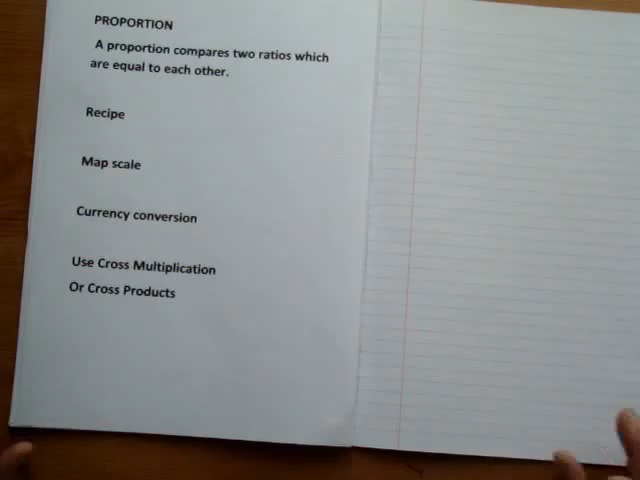 PROPORTION
A proportion compares two ratios which
are equal to each other.
Recipe
Map scale
Currency conversion
Use Cross Multiplication
Or Cross Products